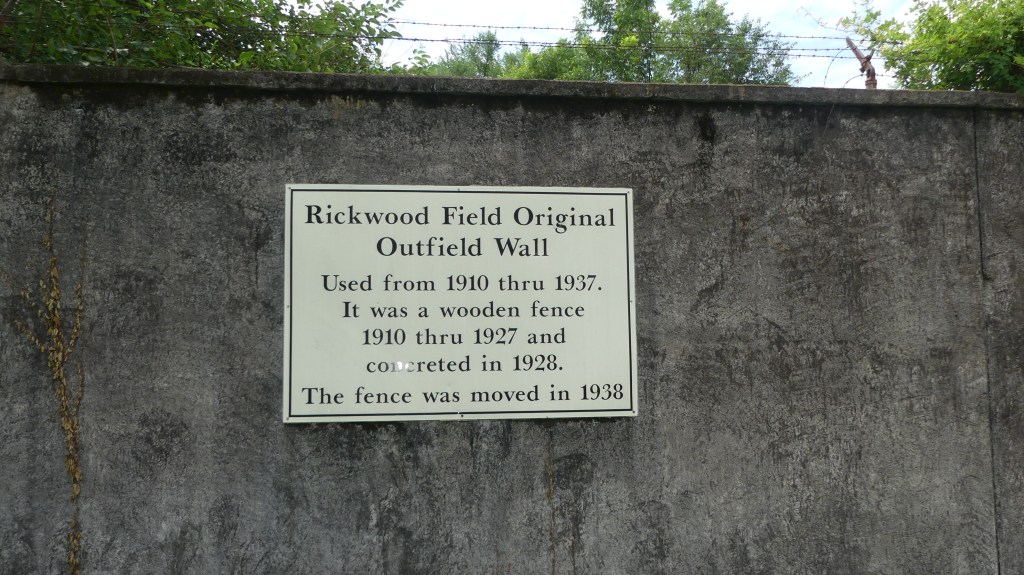 Rickwood Field Original
Outfield Wall
Used from 1910 thru 1937.
It was a wooden fence
1910 thru 1927 and
concreted in 1928.
The fence was moved in 1938